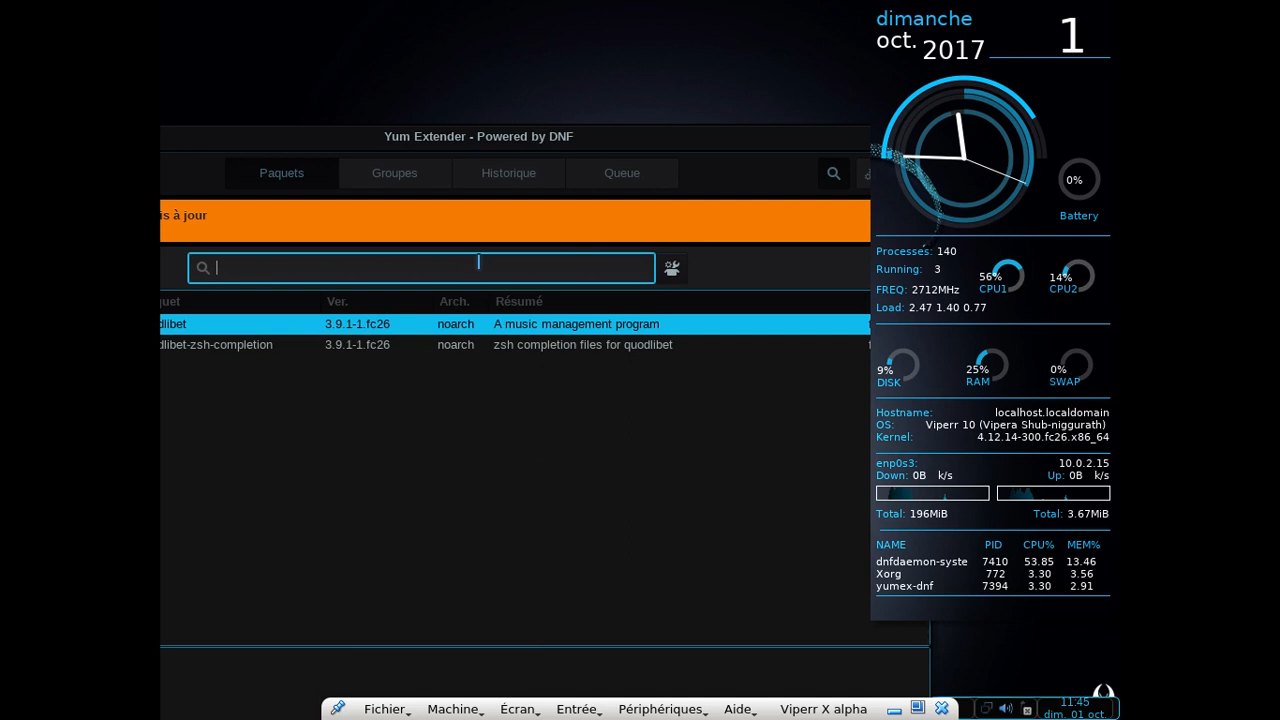 dimanche
oct. 2017
1
Yum Extender - Powered by DNF
Paquets Groupes Historique Queue
0%
Battery
is à jour
Processes: 140
Running: 3
FREQ: 2712MHz
Load: 2.47 1.40 0.77
56%
CPU1
14%
CPU2
quet Ver. Arch. Résumé
dlibet 3.9.1-1.fc26 noarch A music management program
dlibet-zsh-completion 3.9.1-1.fc26 noarch zsh completion files for quodlibet
9%
DISK
25%
RAM
0%
SWAP
Hostname: localhost.localdomain
OS: Viperr 10 (Vipera Shub-niggurath)
Kernel: 4.12.14-300.fc26.x86_64
enp0s3: 10.0.2.15
Down: 0B k/s Up: 0B k/s
Total: 196MiB Total: 3.67MiB
NAME PID CPU% MEM%
dnfdaemon-syste 7410 53.85 13.46
Xorg 772 3.30 3.56
yumex-dnf 7394 3.30 2.91
Fichier Machine Écran Entrée Périphériques Aide Viperr X alpha
11:45
dim. 01 oct.